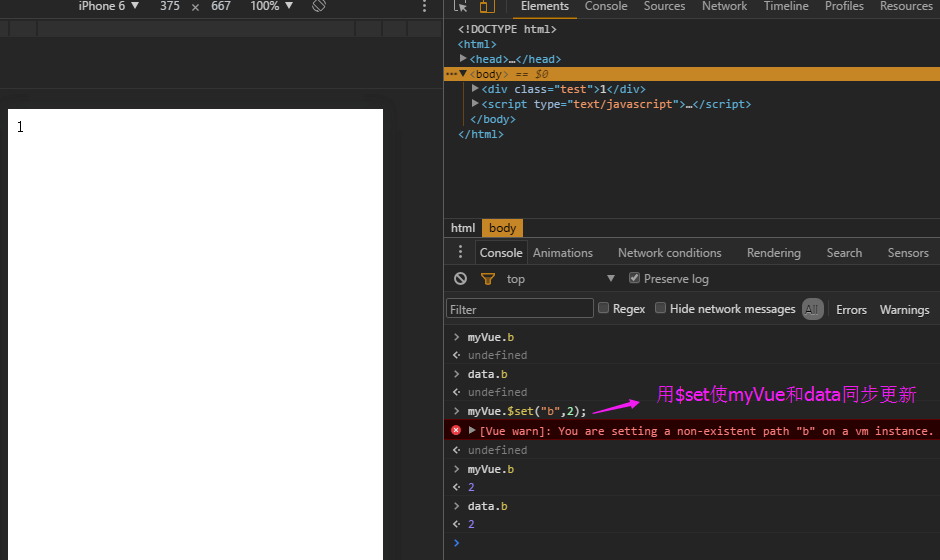 iPhone 6 ▼ 375 × 667 100% ▼
Elements Console Sources Network Timeline Profiles Resources
<!DOCTYPE html>
<html>
<head>…</head>
<body> == $0
<div class="test">1</div>
<script type="text/javascript">…</script>
</body>
</html>
1
html body
Console Animations Network conditions Rendering Search Sensors
top ▼ Preserve log
Filter Regex Hide network messages All Errors Warnings
> myVue.b
undefined
> data.b
undefined
> myVue.$set("b",2);
用$set使myVue和data同步更新
[Vue warn]: You are setting a non-existent path "b" on a vm instance.
undefined
> myVue.b
2
> data.b
2
>